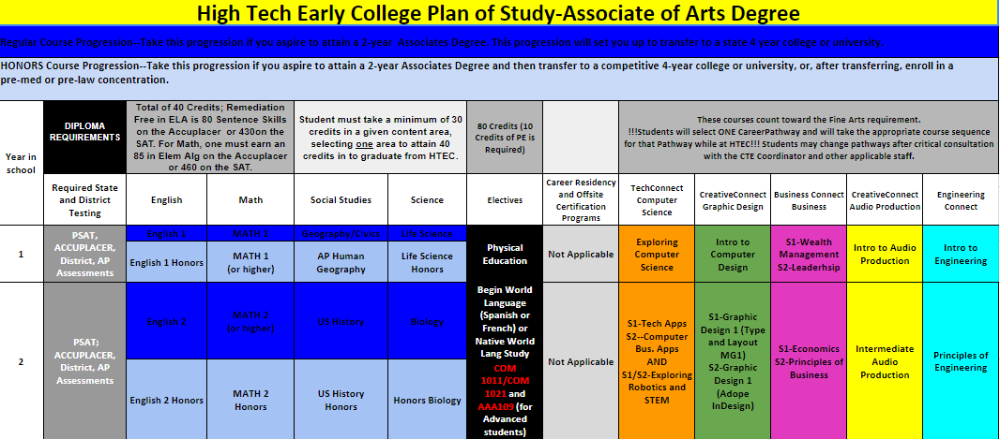 High Tech Early College Plan of Study-Associate of Arts Degree
Regular Course Progression--Take this progression if you aspire to attain a 2-year  Associates Degree. This progression will set you up to transfer to a state 4 year college or university.
HONORS Course Progression--Take this progression if you aspire to attain a 2-year Associates Degree and then transfer to a competitive 4-year college or university, or, after transferring, enroll in a
pre-med or pre-law concentration.
Year in
school
DIPLOMA
REQUIREMENTS
Total of 40 Credits; Remediation
Free in ELA is 80 Sentence Skills
on the Accuplacer  or 430on the
SAT. For Math, one must earn an
85 in Elem Alg on the Accuplacer
or 460 on the SAT.
Student must take a minimum of 30
credits in a given content area,
selecting one area to attain 40
credits in to graduate from HTEC.
80 Credits (10
Credits of PE is
Required)
These courses count toward the Fine Arts requirement.
!!!Students will select ONE CareerPathway and will take the appropriate course sequence
for that Pathway while at HTEC!!! Students may change pathways after critical consultation
with the CTE Coordinator and other applicable staff.
Required State
and District
Testing
English
Math
Social Studies
Science
Electives
Career Residency
and Offsite
Certification
Programs
TechConnect
Computer
Science
CreativeConnect
Graphic Design
Business Connect
Business
CreativeConnect
Audio Production
Engineering
Connect
1
PSAT,
ACCUPLACER,
District, AP
Assessments
English 1
MATH 1
Geography/Civics
Life Science
English 1 Honors
MATH 1
(or higher)
AP Human
Geography
Life Science
Honors
Physical
Education
Not Applicable
Exploring
Computer
Science
Intro to
Computer
Design
S1-Wealth
Management
S2-Leaderhsip
Intro to Audio
Production
Intro to
Engineering
2
PSAT;
ACCUPLACER,
District, AP
Assessments
English 2
MATH 2
(or higher)
US History
Biology
English 2 Honors
MATH 2
Honors
US History
Honors
Honors Biology
Begin World
Language
(Spanish or
French) or
Native World
Lang Study
COM
1011/COM
1021 and
AAA109 (for
Advanced
students)
Not Applicable
S1-Tech Apps
S2--Computer
Bus. Apps
AND
S1/S2-Exploring
Robotics and
STEM
S1-Graphic
Design 1 (Type
and Layout
MG1)
S2-Graphic
Design 1
(Adope
InDesign)
S1-Economics
S2-Principles of
Business
Intermediate
Audio
Production
Principles of
Engineering